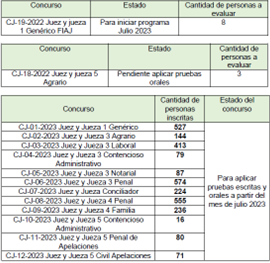 Concurso Estado Cantidad de personas a
evaluar
CJ-19-2022 Juez y jueza
1 Genérico FIAJ
Para iniciar programa
Julio 2023
8
Concurso Estado Cantidad de
personas a
evaluar
CJ-18-2022 Juez y jueza 5
Agrario
Pendiente aplicar pruebas
orales
3
Concurso Cantidad de
personas
inscritas
Estado del
concurso
CJ-01-2023 Juez y Jueza 1 Genérico 527
CJ-02-2023 Juez y Jueza 3 Agrario 144
CJ-03-2023 Juez y Jueza 3 Laboral 413
CJ-04-2023 Juez y Jueza 3 Contencioso
Administrativo
79
CJ-05-2023 Juez y Jueza 3 Notarial 87
CJ-06-2023 Juez y Jueza 3 Penal 574
CJ-07-2023 Juez y Jueza Conciliador 224
CJ-08-2023 Juez y Jueza 4 Penal 555
CJ-09-2023 Juez y Jueza 4 Familia 236
CJ-10-2023 Juez y Jueza 5 Contencioso
Administrativo
16
CJ-11-2023 Juez y Jueza 5 Penal de
Apelaciones
80
CJ-12-2023 Juez y Jueza 5 Civil Apelaciones 71
Para aplicar
pruebas escritas y
orales a partir del
mes de julio 2023